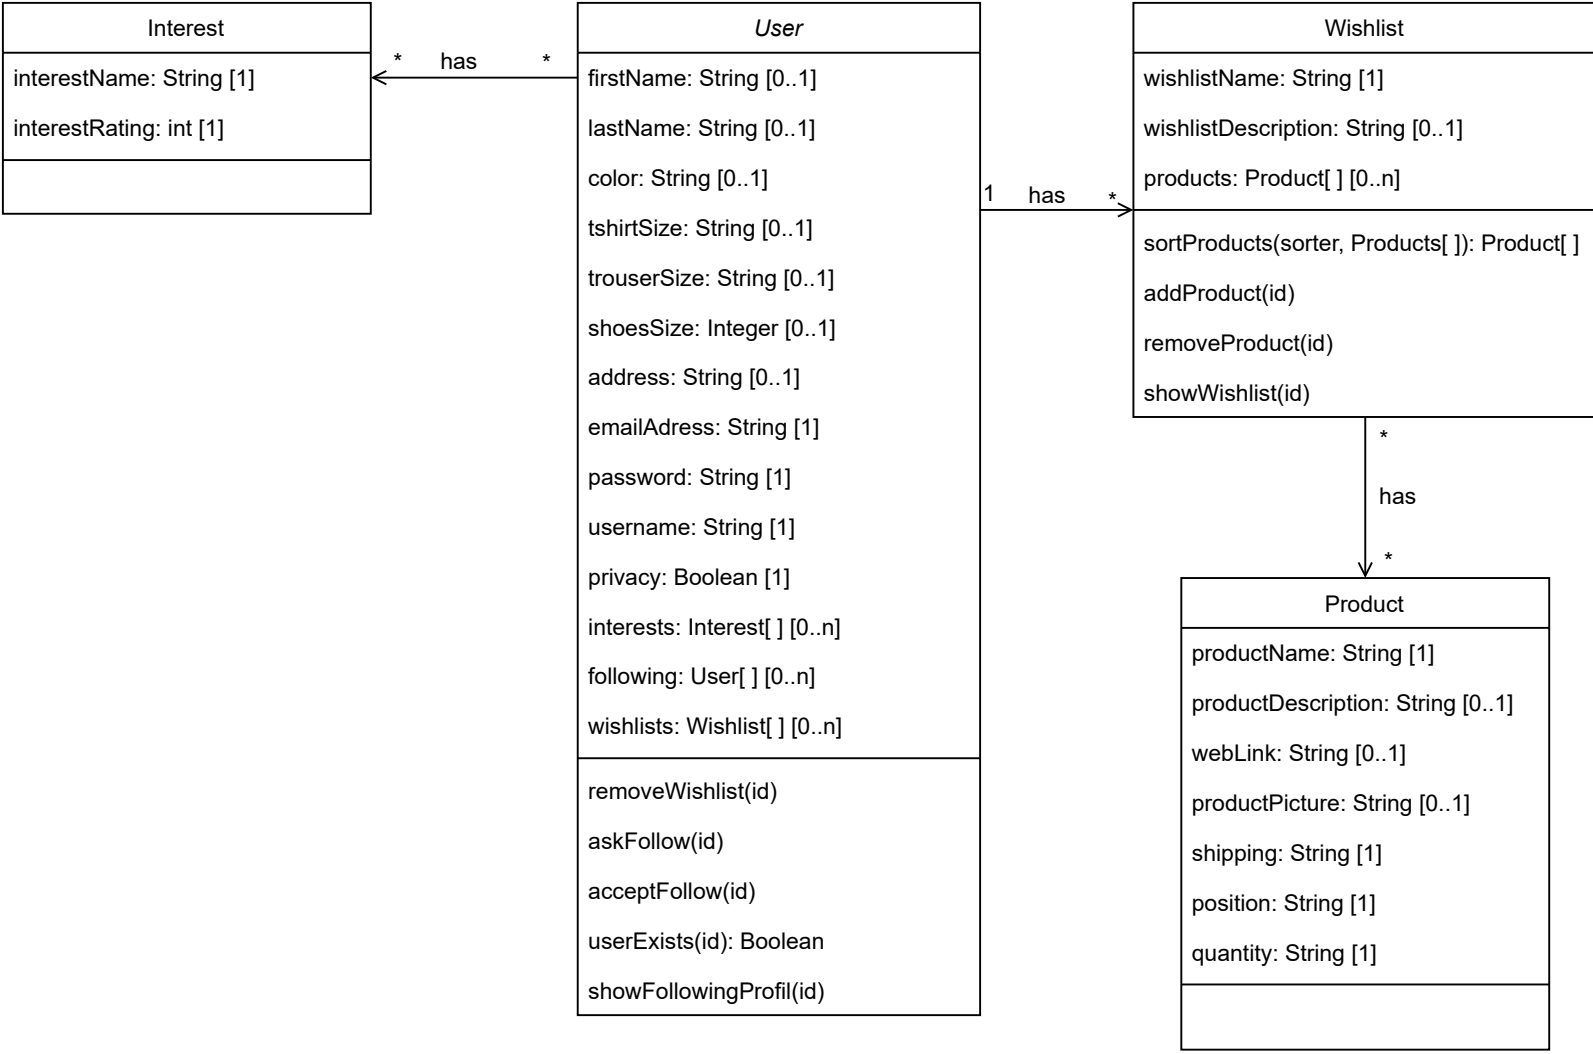 Interest
interestName: String [1]
interestRating: int [1]
* has *
User
firstName: String [0..1]
lastName: String [0..1]
color: String [0..1]
tshirtSize: String [0..1]
trouserSize: String [0..1]
shoesSize: Integer [0..1]
address: String [0..1]
emailAdress: String [1]
password: String [1]
username: String [1]
privacy: Boolean [1]
interests: Interest[ ] [0..n]
following: User[ ] [0..n]
wishlists: Wishlist[ ] [0..n]
removeWishlist(id)
askFollow(id)
acceptFollow(id)
userExists(id): Boolean
showFollowingProfil(id)
1 has *
Wishlist
wishlistName: String [1]
wishlistDescription: String [0..1]
products: Product[ ] [0..n]
sortProducts(sorter, Products[ ]): Product[ ]
addProduct(id)
removeProduct(id)
showWishlist(id)
*
has
*
Product
productName: String [1]
productDescription: String [0..1]
webLink: String [0..1]
productPicture: String [0..1]
shipping: String [1]
position: String [1]
quantity: String [1]